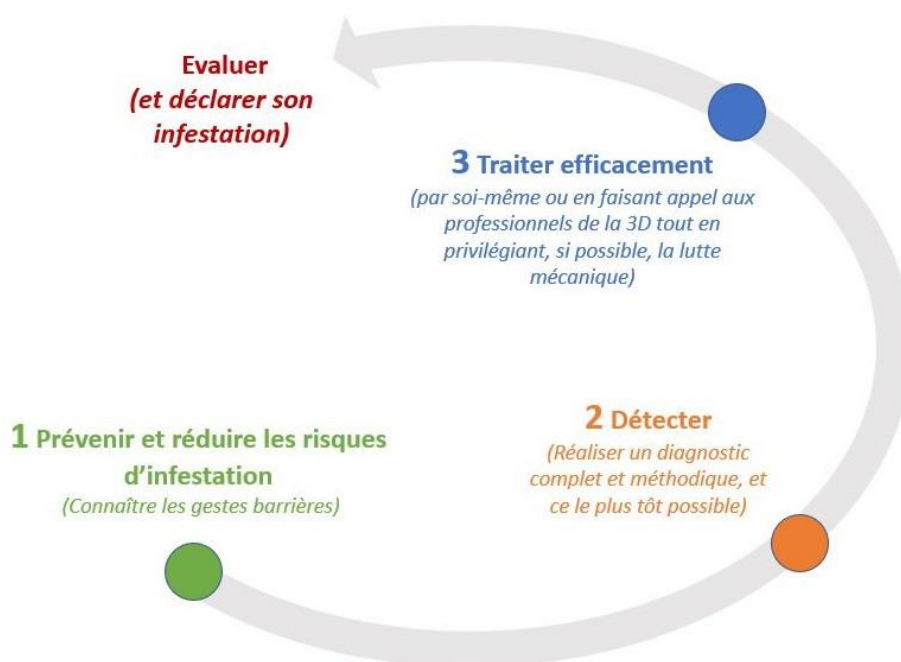 Evaluer
(et déclarer son
infestation)
3 Traiter efficacement
(par soi-même ou en faisant appel aux
professionnels de la 3D tout en
privilégiant, si possible, la lutte
mécanique)
2 Détecter
(Réaliser un diagnostic
complet et méthodique, et
ce le plus tôt possible)
1 Prévenir et réduire les risques
d'infestation
(Connaître les gestes barrières)